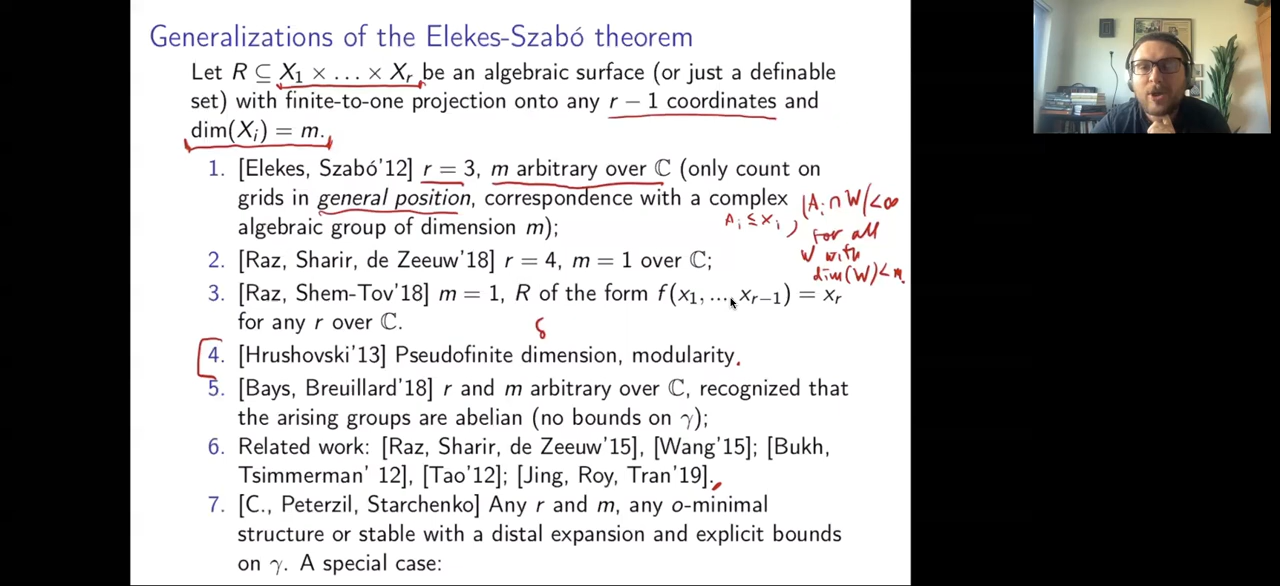 Generalizations of the Elekes-Szabó theorem
Let R ⊆ X₁ × … × Xᵣ be an algebraic surface (or just a definable
set) with finite-to-one projection onto any r − 1 coordinates and
dim(Xᵢ) = m.
1. [Elekes, Szabó'12] r = 3, m arbitrary over ℂ (only count on
grids in general position, correspondence with a complex
algebraic group of dimension m);
Aᵢ ⊆ Xᵢ, |Aᵢ ∩ W| < ∞
for all
W with
dim(W) < m.
2. [Raz, Sharir, de Zeeuw'18] r = 4, m = 1 over ℂ;
3. [Raz, Shem-Tov'18] m = 1, R of the form f(x₁, …, xᵣ₋₁) = xᵣ
for any r over ℂ.
δ
4. [Hrushovski'13] Pseudofinite dimension, modularity.
5. [Bays, Breuillard'18] r and m arbitrary over ℂ, recognized that
the arising groups are abelian (no bounds on γ);
6. Related work: [Raz, Sharir, de Zeeuw'15], [Wang'15]; [Bukh,
Tsimmerman' 12], [Tao'12]; [Jing, Roy, Tran'19].
7. [C., Peterzil, Starchenko] Any r and m, any o-minimal
structure or stable with a distal expansion and explicit bounds
on γ. A special case: